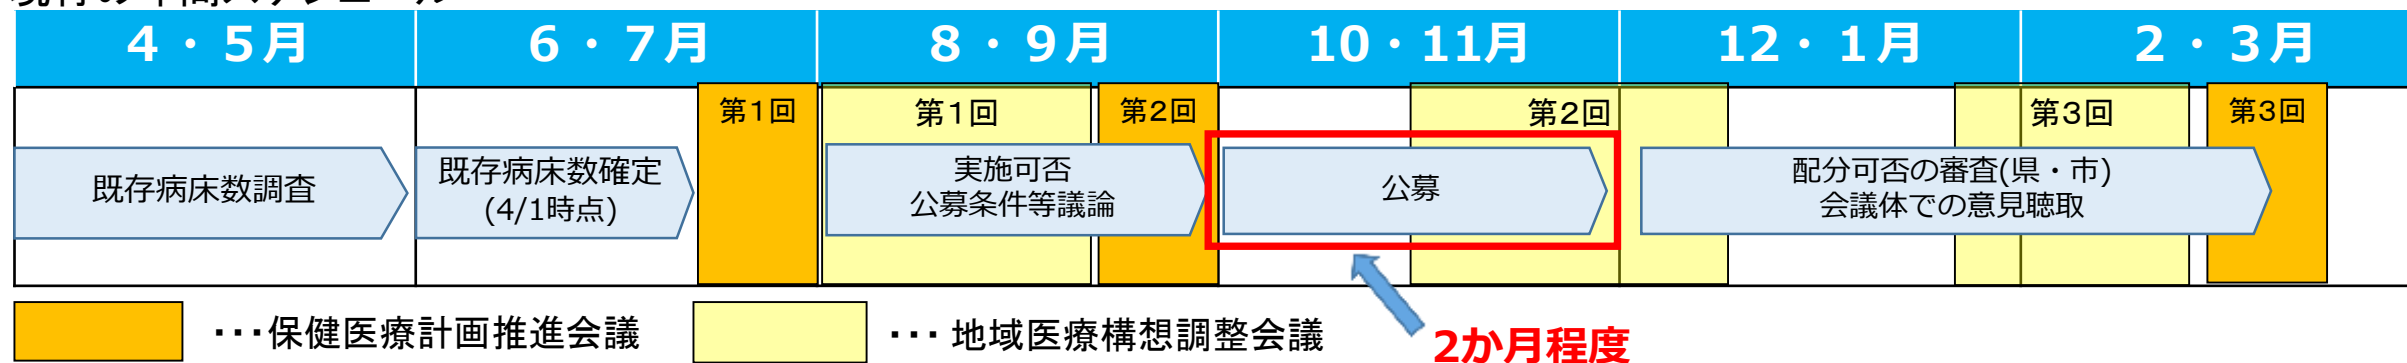 4・5月
6・7月
8・9月
10・11月
12・1月
2・3月
第1回
第1回
第2回
第2回
第3回
第3回
既存病床数調査
既存病床数確定
(4/1時点)
実施可否
公募条件等議論
公募
配分可否の審査(県・市)
会議体での意見聴取
・・・保健医療計画推進会議
・・・地域医療構想調整会議
2か月程度